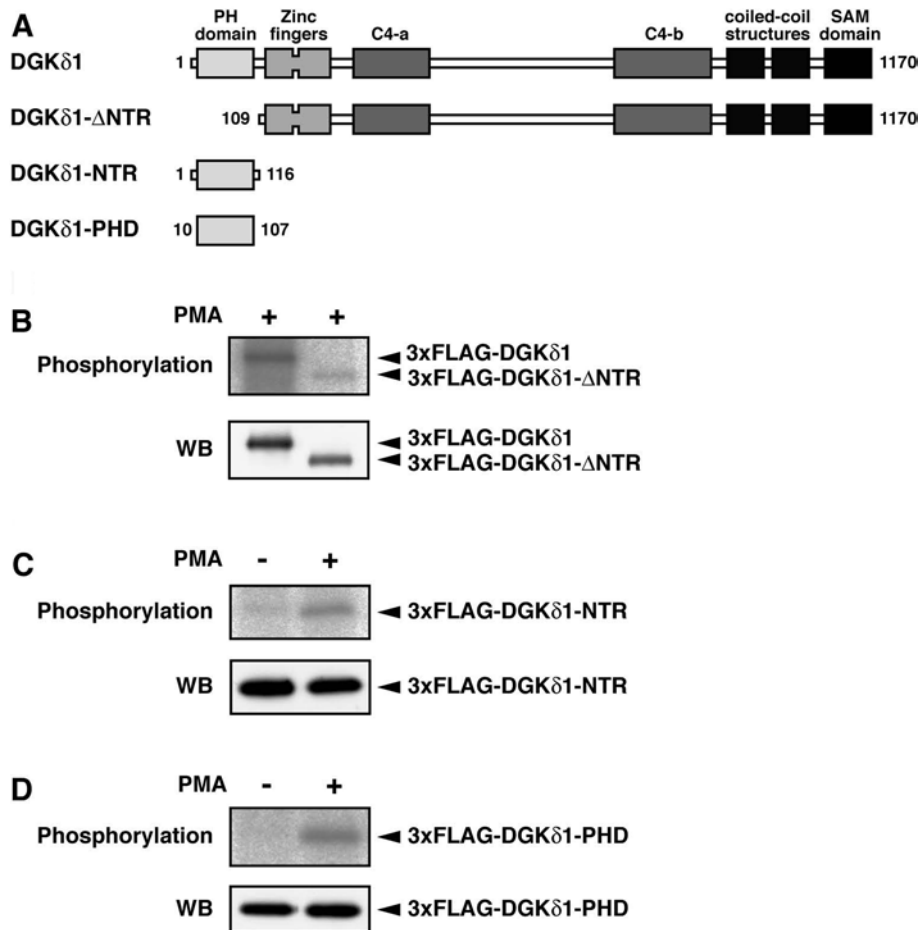 A
PH domain
Zinc fingers
C4-a
C4-b
coiled-coil structures
SAM domain
DGKδ1
1
1170
DGKδ1-ΔNTR
109
1170
DGKδ1-NTR
1
116
DGKδ1-PHD
10
107
B
PMA + +
Phosphorylation
3xFLAG-DGKδ1
3xFLAG-DGKδ1-ΔNTR
WB
3xFLAG-DGKδ1
3xFLAG-DGKδ1-ΔNTR
C
PMA - +
Phosphorylation
3xFLAG-DGKδ1-NTR
WB
3xFLAG-DGKδ1-NTR
D
PMA - +
Phosphorylation
3xFLAG-DGKδ1-PHD
WB
3xFLAG-DGKδ1-PHD